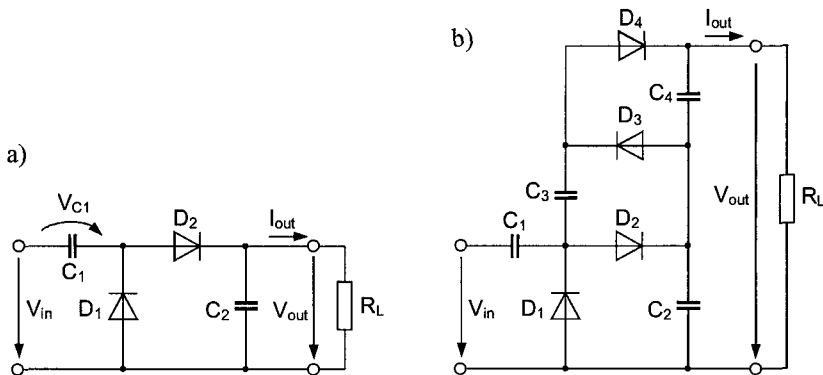 a)
V_C1
C1
D2
I_out
V_in
D1
C2
V_out
R_L
b)
D4
I_out
C4
D3
C3
V_out
R_L
C1
D2
V_in
D1
C2